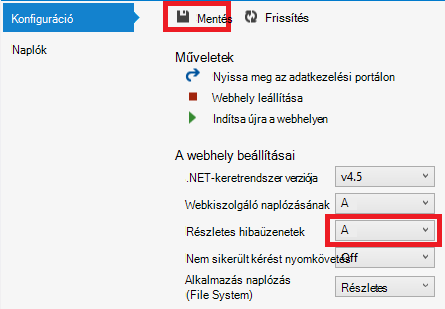 Konfiguráció
Naplók
Mentés Frissítés
Műveletek
Nyissa meg az adatkezelési portálon
Webhely leállítása
Indítsa újra a webhelyen
A webhely beállításai
.NET-keretrendszer verziója v4.5
Webkiszolgáló naplózásának A
Részletes hibaüzenetek A
Nem sikerült kérést nyomkövetés Off
Alkalmazás naplózás Részletes
(File System)